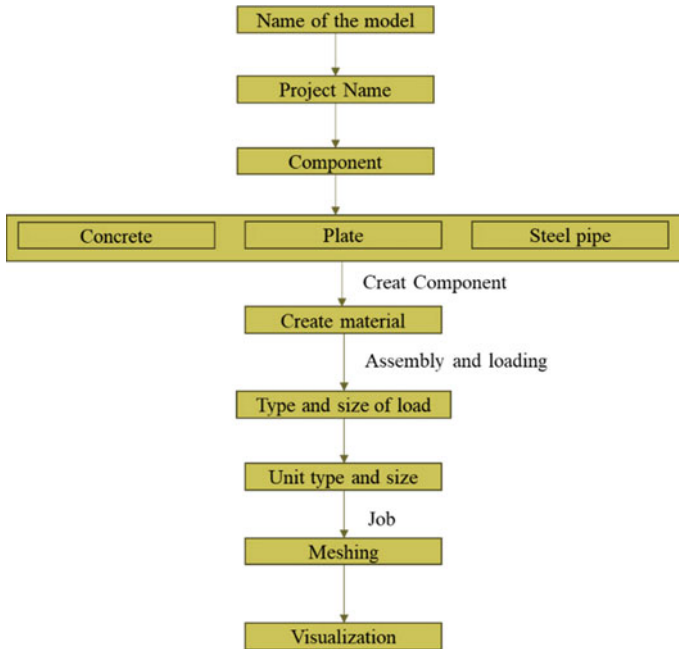 Name of the model
Project Name
Component
Concrete
Plate
Steel pipe
Creat Component
Create material
Assembly and loading
Type and size of load
Unit type and size
Job
Meshing
Visualization